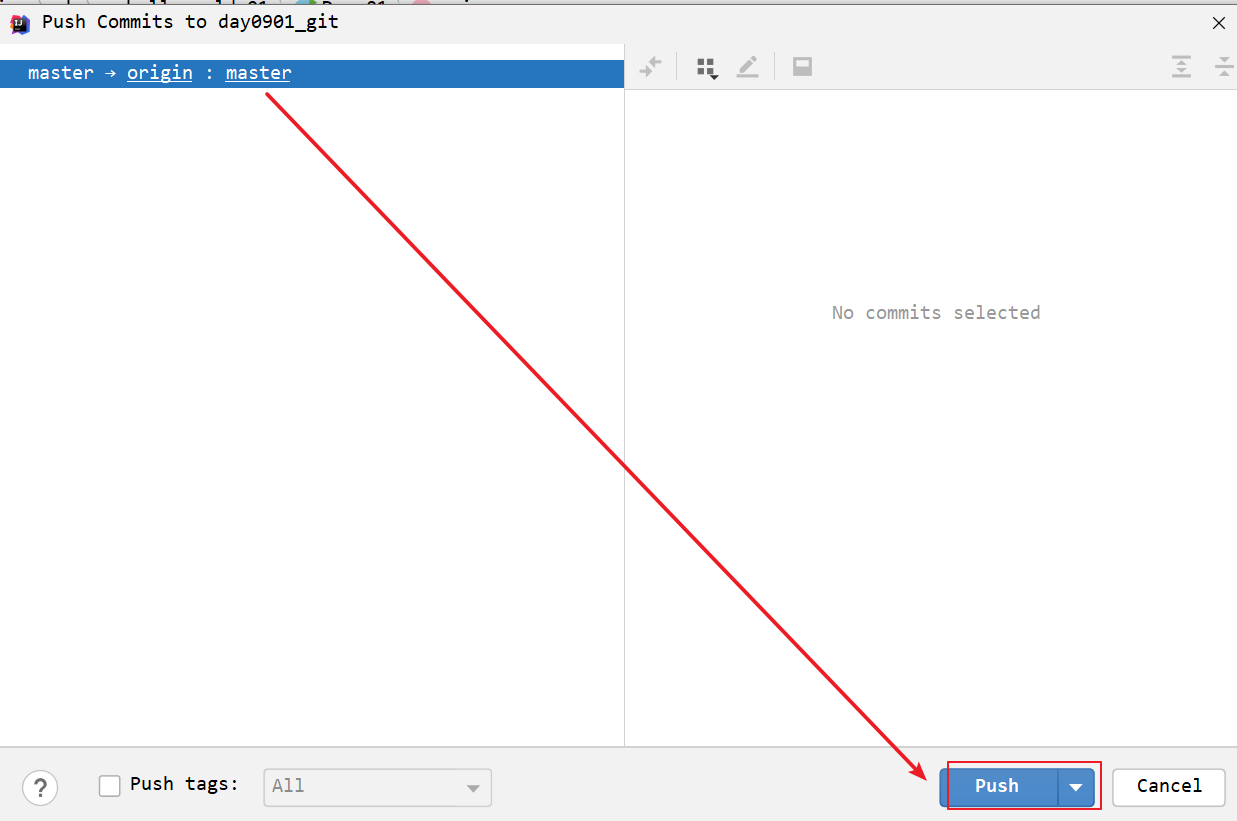 Push Commits to day0901_git
master → origin : master
No commits selected
?
Push tags:
All
Push
Cancel